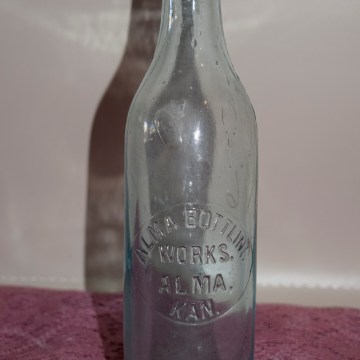 ALMA BOTTLING
WORKS.
ALMA.
KAN.